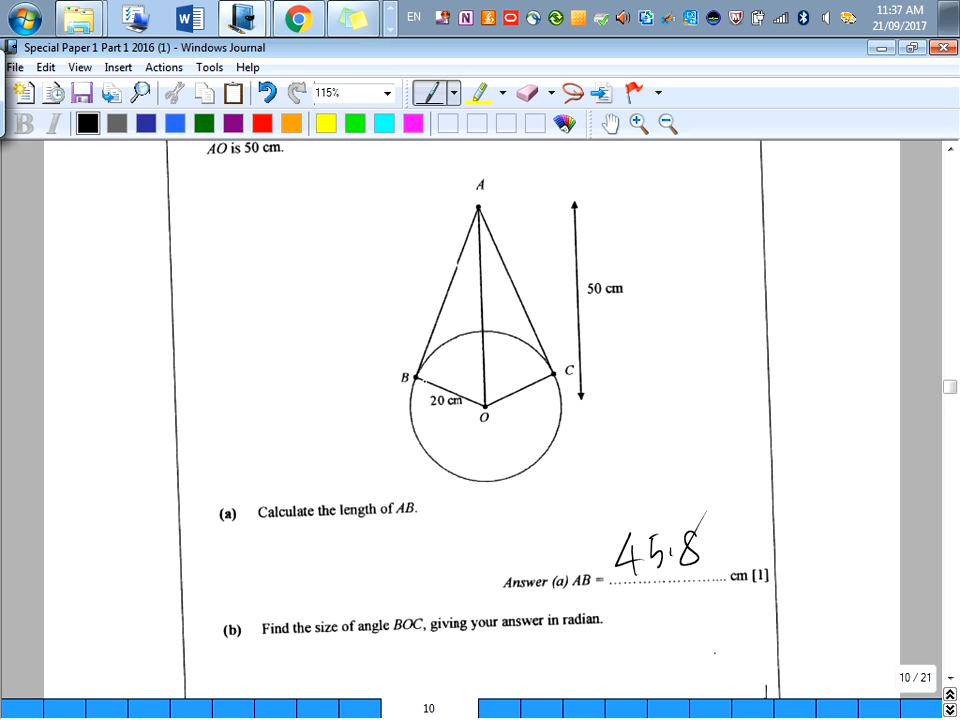 EN
11:37 AM
21/09/2017
Special Paper 1 Part 1 2016 (1) - Windows Journal
File Edit View Insert Actions Tools Help
115%
B I
AO is 50 cm.
A
50 cm
B
C
20 cm
O
(a) Calculate the length of AB.
45.8
Answer (a) AB = ........................ cm [1]
(b) Find the size of angle BOC, giving your answer in radian.
10 / 21
10